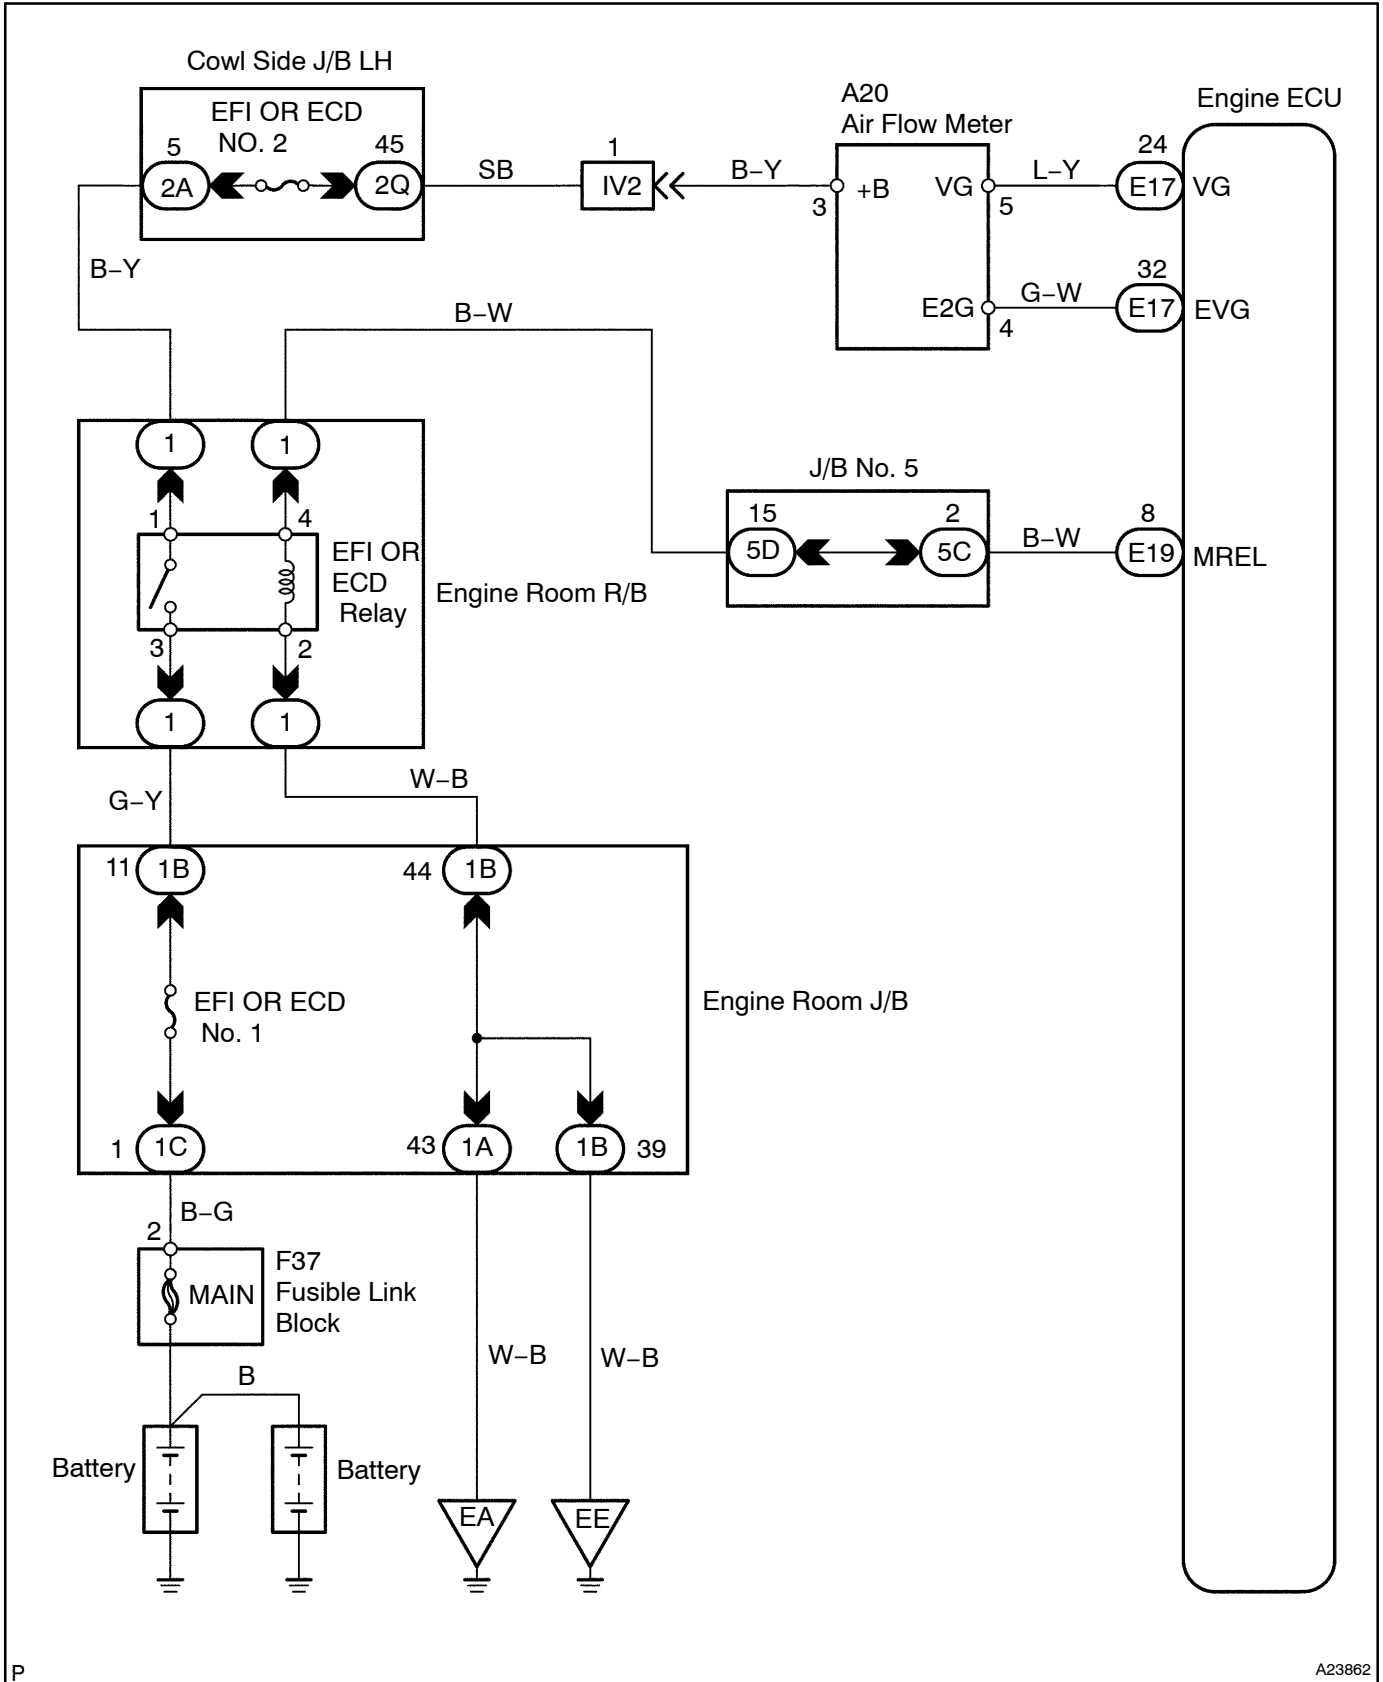 Cowl Side J/B LH
EFI OR ECD
NO. 2
5
45
2A
2Q
SB
1
IV2
B–Y
A20
Air Flow Meter
3
+B
VG
5
L–Y
24
E17
VG
Engine ECU
E2G
4
G–W
32
E17
EVG
B–Y
B–W
1
1
1
4
EFI OR
ECD
Relay
3
2
1
1
Engine Room R/B
J/B No. 5
15
2
5D
5C
B–W
8
E19
MREL
G–Y
W–B
11
1B
44
1B
EFI OR ECD
No. 1
Engine Room J/B
1
1C
43
1A
1B
39
B–G
2
MAIN
F37
Fusible Link
Block
W–B
W–B
B
Battery
Battery
EA
EE
P
A23862